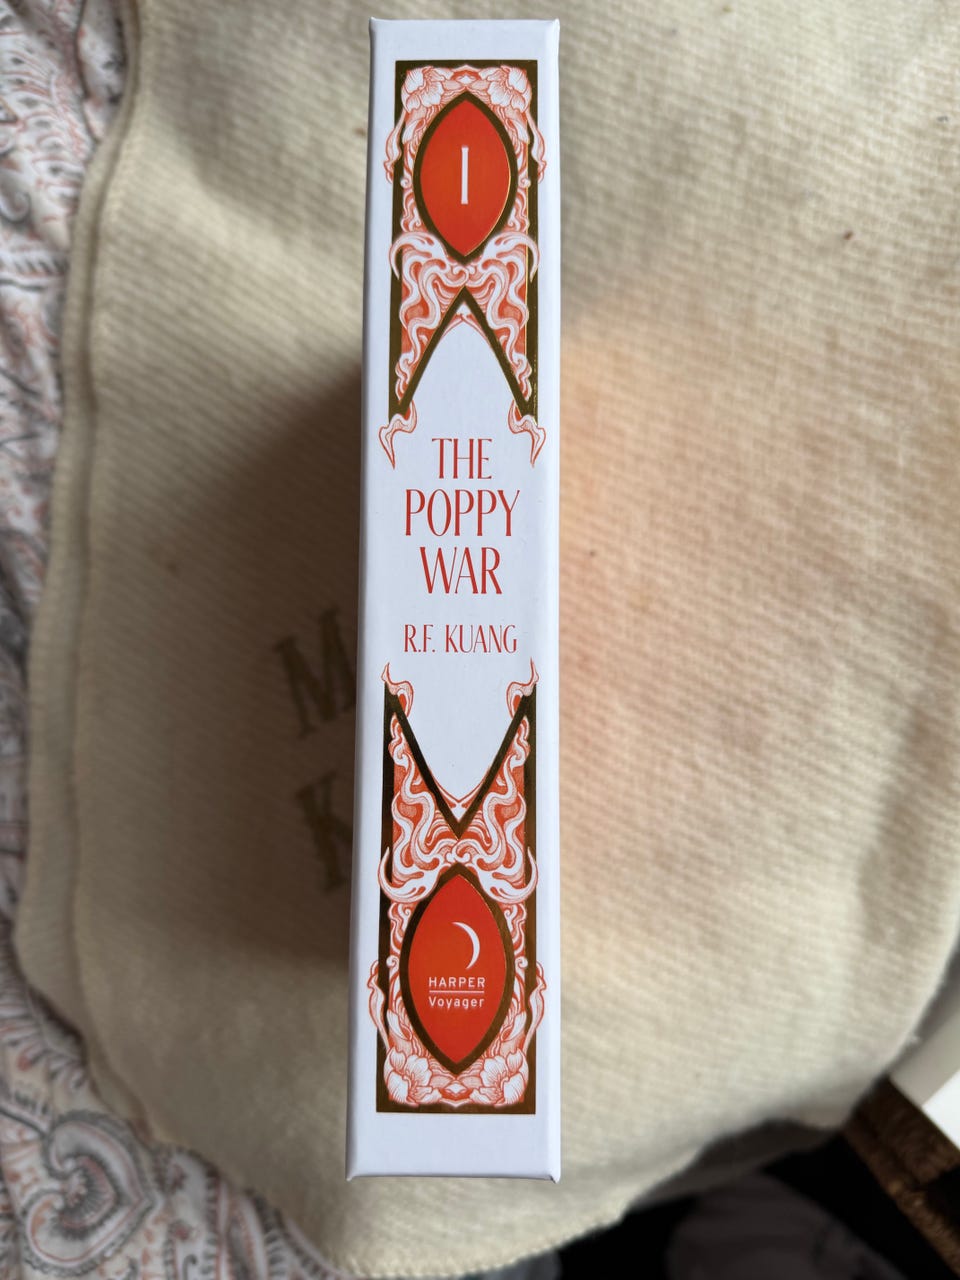 I
THE
POPPY
WAR
R.F. KUANG
HARPER
Voyager
M
K